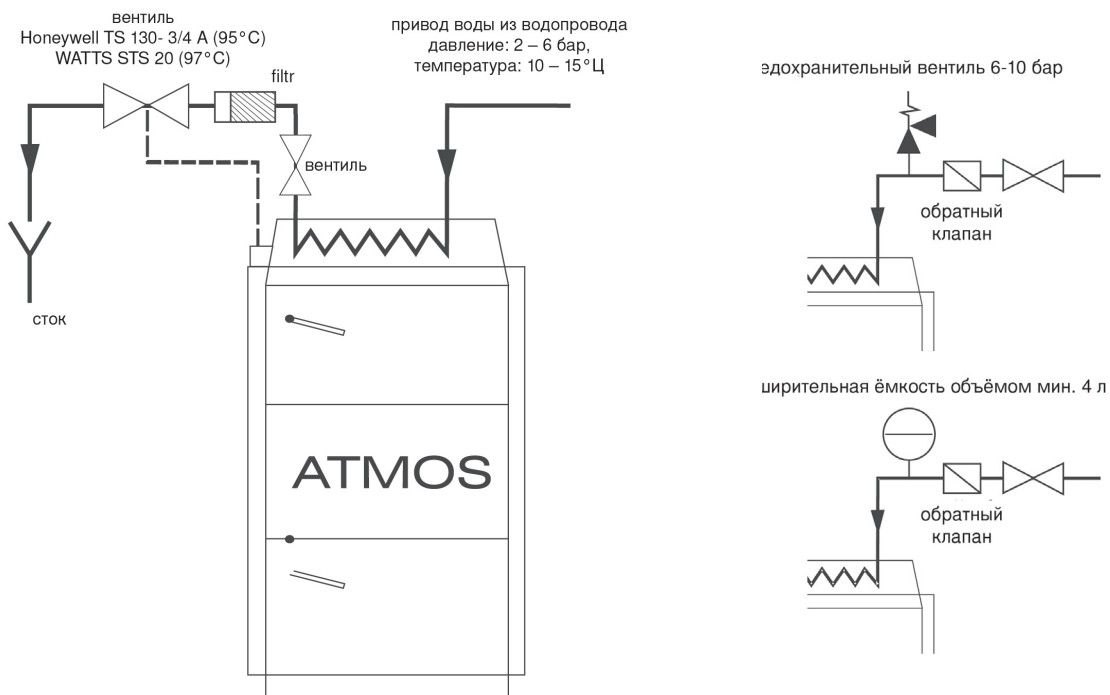 вентиль
Honeywell TS 130- 3/4 A (95°C)
WATTS STS 20 (97°C)
filtr
привод воды из водопровода
давление: 2 – 6 бар,
температура: 10 – 15°Ц
вентиль
сток
ATMOS
едохранительный вентиль 6-10 бар
обратный
клапан
ширительная ёмкость объёмом мин. 4 л
обратный
клапан